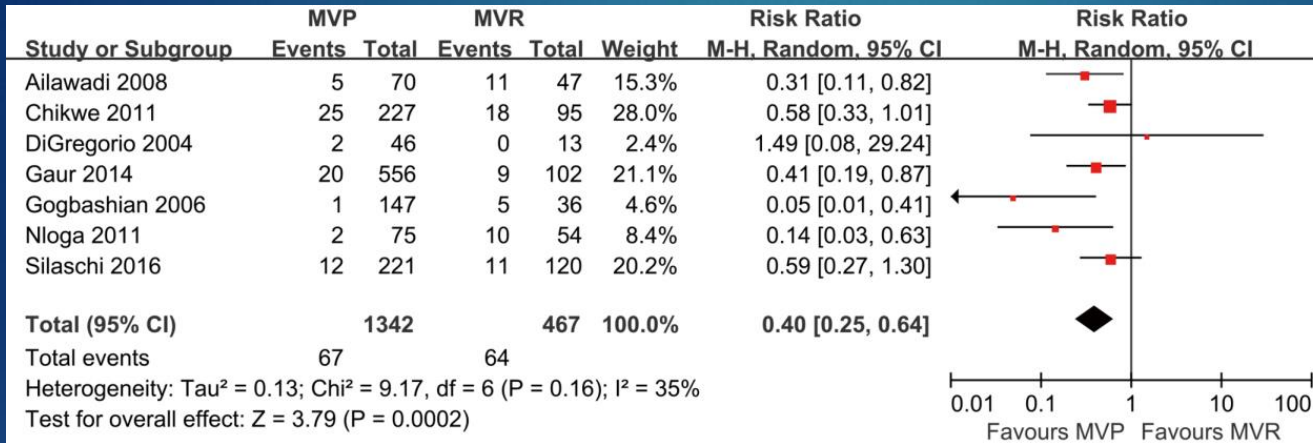 MVP MVR Risk Ratio Risk Ratio
Study or Subgroup Events Total Events Total Weight M-H, Random, 95% CI M-H, Random, 95% CI
Ailawadi 2008 5 70 11 47 15.3% 0.31 [0.11, 0.82]
Chikwe 2011 25 227 18 95 28.0% 0.58 [0.33, 1.01]
DiGregorio 2004 2 46 0 13 2.4% 1.49 [0.08, 29.24]
Gaur 2014 20 556 9 102 21.1% 0.41 [0.19, 0.87]
Gogbashian 2006 1 147 5 36 4.6% 0.05 [0.01, 0.41]
Nloga 2011 2 75 10 54 8.4% 0.14 [0.03, 0.63]
Silaschi 2016 12 221 11 120 20.2% 0.59 [0.27, 1.30]
Total (95% CI) 1342 467 100.0% 0.40 [0.25, 0.64]
Total events 67 64
Heterogeneity: Tau² = 0.13; Chi² = 9.17, df = 6 (P = 0.16); I² = 35%
Test for overall effect: Z = 3.79 (P = 0.0002)
0.01 0.1 1 10 100
Favours MVP Favours MVR